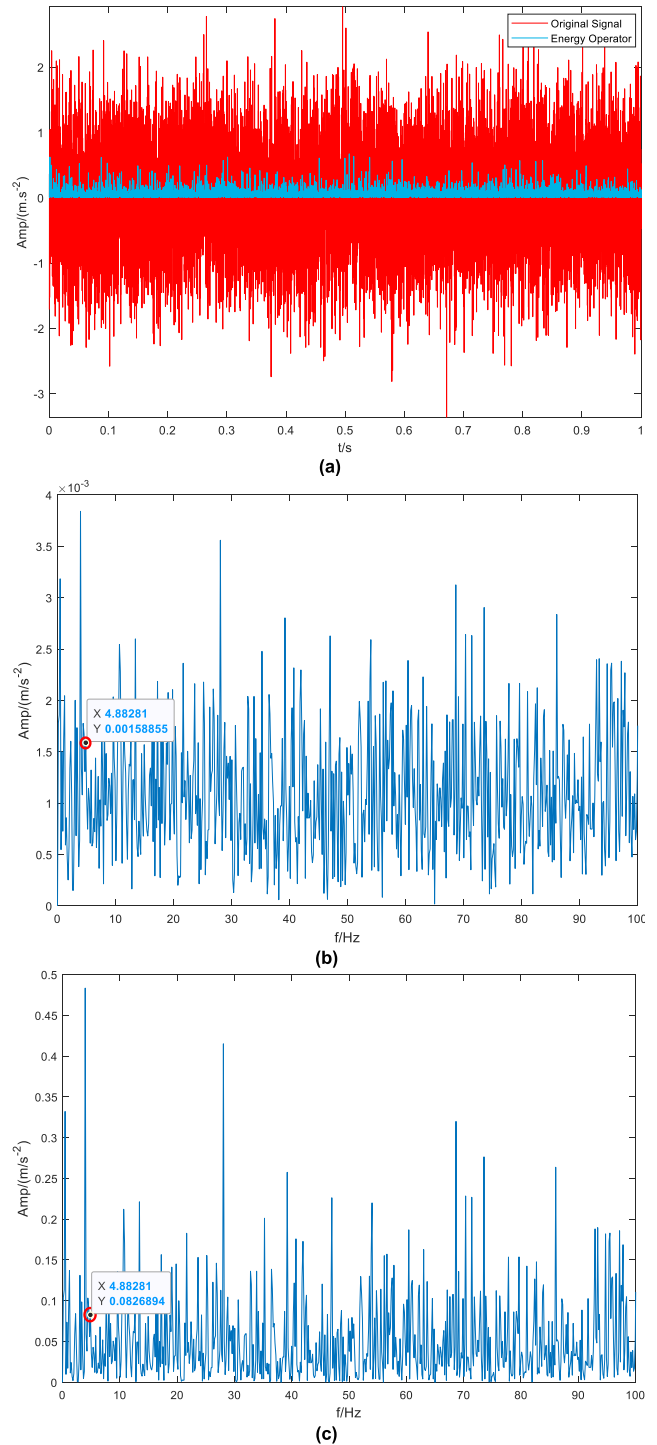 Original Signal
Energy Operator
2
1
0
-1
-2
-3
Amp/(m.s-2)
0 0.1 0.2 0.3 0.4 0.5 0.6 0.7 0.8 0.9 1
t/s
(a)
×10-3
4
3.5
3
2.5
2
1.5
1
0.5
0
Amp/(m/s-2)
X 4.88281
Y 0.00158855
0 10 20 30 40 50 60 70 80 90 100
f/Hz
(b)
0.5
0.45
0.4
0.35
0.3
0.25
0.2
0.15
0.1
0.05
0
Amp/(m/s-2)
X 4.88281
Y 0.0826894
0 10 20 30 40 50 60 70 80 90 100
f/Hz
(c)